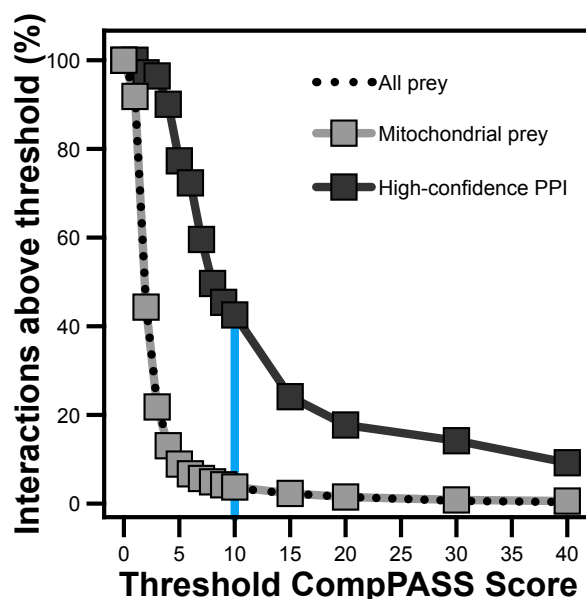 Interactions above threshold (%)
100
80
60
40
20
0
All prey
Mitochondrial prey
High-confidence PPI
0 5 10 15 20 25 30 35 40
Threshold CompPASS Score